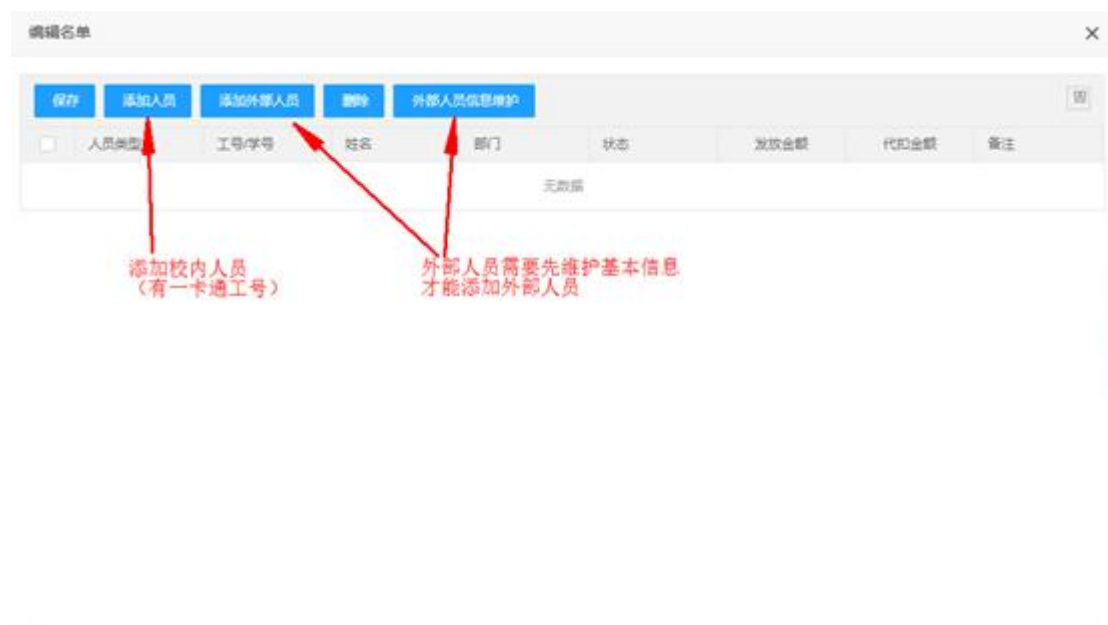 编辑名单
保存 添加人员 添加外部人员 删除 外部人员信息维护
人员类型 工号/学号 姓名 部门 状态 发放金额 代扣金额 备注
无数据
添加校内人员
（有一卡通工号）
外部人员需要先维护基本信息
才能添加外部人员